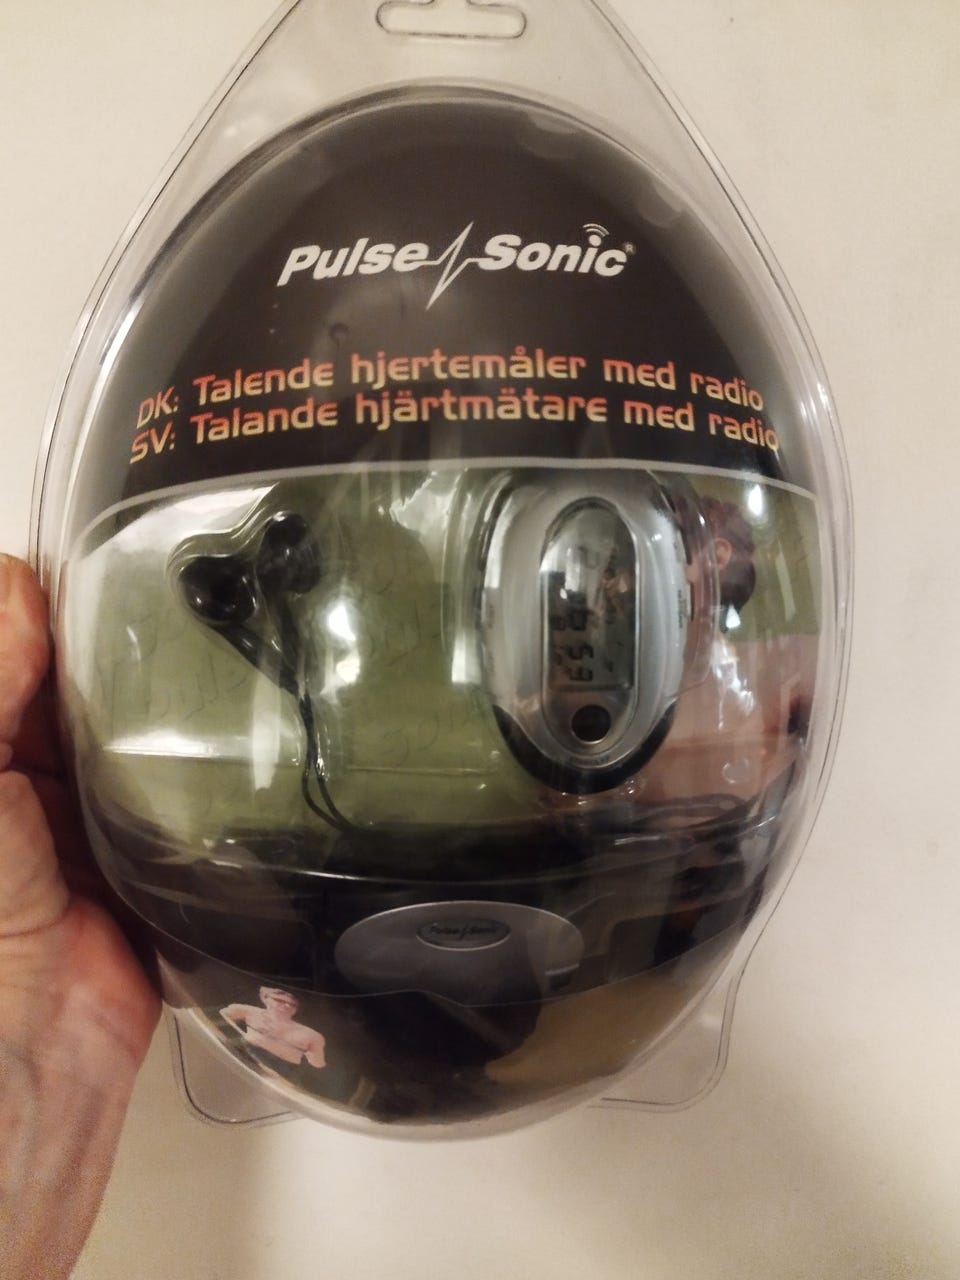 Pulse Sonic®
DK: Talende hjertemåler med radio
SV: Talande hjärtmätare med radio
Pulse Sonic